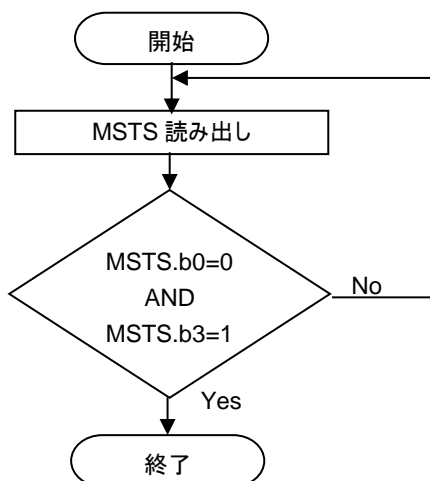 開始
MSTS 読み出し
MSTS.b0=0
AND
MSTS.b3=1
No
Yes
終了